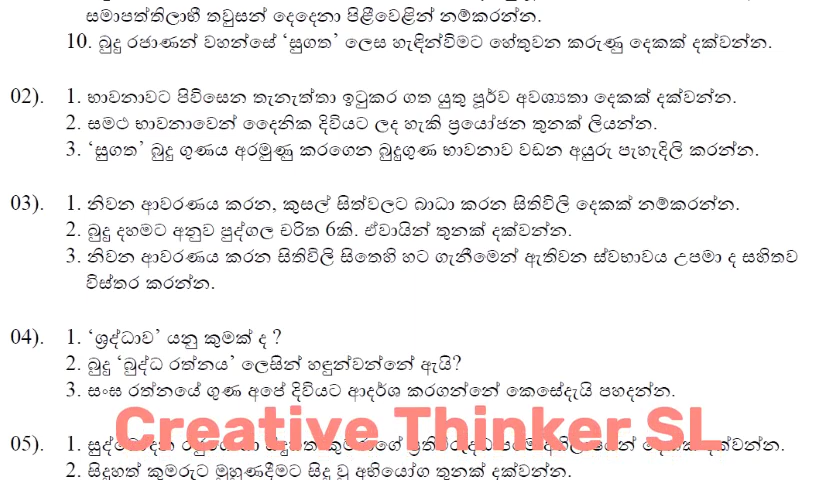 සමාපත්තිලාභී තවුසන් දෙදෙනා පිළිවෙළින් නම්කරන්න.
10. බුදු රජාණන් වහන්සේ ‘සුගත’ ලෙස හැඳින්වීමට හේතුවන කරුණු දෙකක් දක්වන්න.
02). 1. භාවනාවට පිවිසෙන තැනැත්තා ඉටුකර ගත යුතු පූර්ව අවශ්‍යතා දෙකක් දක්වන්න.
2. සමථ භාවනාවෙන් දෛනික දිවියට ලද හැකි ප්‍රයෝජන තුනක් ලියන්න.
3. ‘සුගත’ බුදු ගුණය අරමුණු කරගෙන බුදුගුණ භාවනාව වඩන අයුරු පැහැදිලි කරන්න.
03). 1. නිවන ආවරණය කරන, කුසල් සිත්වලට බාධා කරන සිතිවිලි දෙකක් නම්කරන්න.
2. බුදු දහමට අනුව පුද්ගල චරිත 6කි. ඒවායින් තුනක් දක්වන්න.
3. නිවන ආවරණය කරන සිතිවිලි සිතෙහි හට ගැනීමෙන් ඇතිවන ස්වභාවය උපමා ද සහිතව
විස්තර කරන්න.
04). 1. ‘ශ්‍රද්ධාව’ යනු කුමක් ද ?
2. බුදු ‘බුද්ධ රත්නය’ ලෙසින් හඳුන්වන්නේ ඇයි?
3. සංඝ රත්නයේ ගුණ අපේ දිවියට ආදර්ශ කරගන්නේ කෙසේදැයි පහදන්න.
Creative Thinker SL
05). 1. කුමරුගේ දෙකක් දක්වන්න.
2. සිදුහත් කුමරුට මුහුණදීමට සිදු වූ අභියෝග තුනක් දක්වන්න.